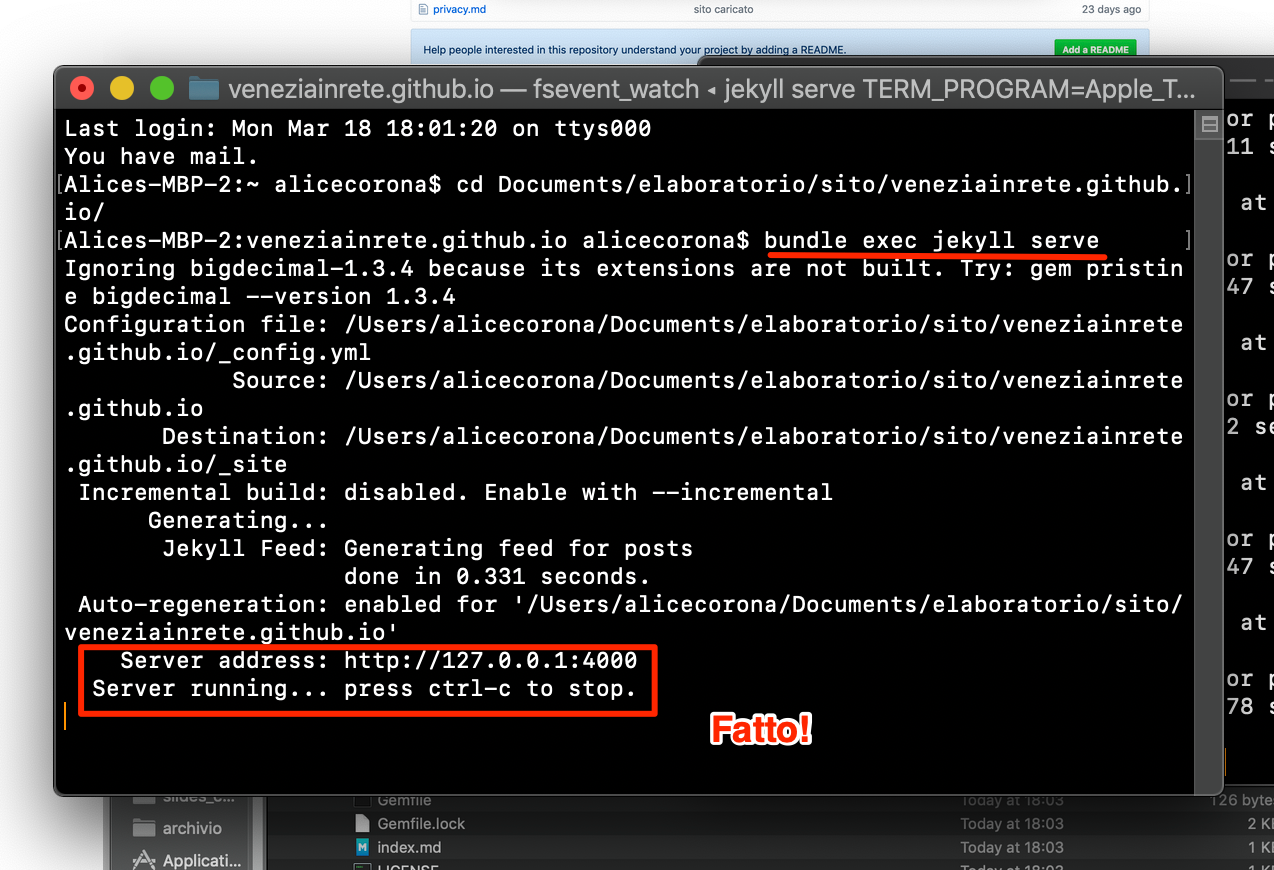 privacy.md sito caricato 23 days ago
Help people interested in this repository understand your project by adding a README. Add a README
veneziainrete.github.io — fsevent_watch ◂ jekyll serve TERM_PROGRAM=Apple_T...
Last login: Mon Mar 18 18:01:20 on ttys000
You have mail.
[Alices-MBP-2:~ alicecorona$ cd Documents/elaboratorio/sito/veneziainrete.github.]
io/
[Alices-MBP-2:veneziainrete.github.io alicecorona$ bundle exec jekyll serve ]
Ignoring bigdecimal-1.3.4 because its extensions are not built. Try: gem pristin
e bigdecimal --version 1.3.4
Configuration file: /Users/alicecorona/Documents/elaboratorio/sito/veneziainrete
.github.io/_config.yml
Source: /Users/alicecorona/Documents/elaboratorio/sito/veneziainrete
.github.io
Destination: /Users/alicecorona/Documents/elaboratorio/sito/veneziainrete
.github.io/_site
Incremental build: disabled. Enable with --incremental
Generating...
Jekyll Feed: Generating feed for posts
done in 0.331 seconds.
Auto-regeneration: enabled for '/Users/alicecorona/Documents/elaboratorio/sito/
veneziainrete.github.io'
Server address: http://127.0.0.1:4000
Server running... press ctrl-c to stop.
Fatto!
or p
11 s
at
or p
47 s
at
or p
2 se
at
or p
47 s
at
or p
78 s
Gemfile Today at 18:03 126 byte
archivio
Gemfile.lock Today at 18:03 2 K
index.md Today at 18:03 1 K
Applicati...
LICENSE Today at 18:03 1 K